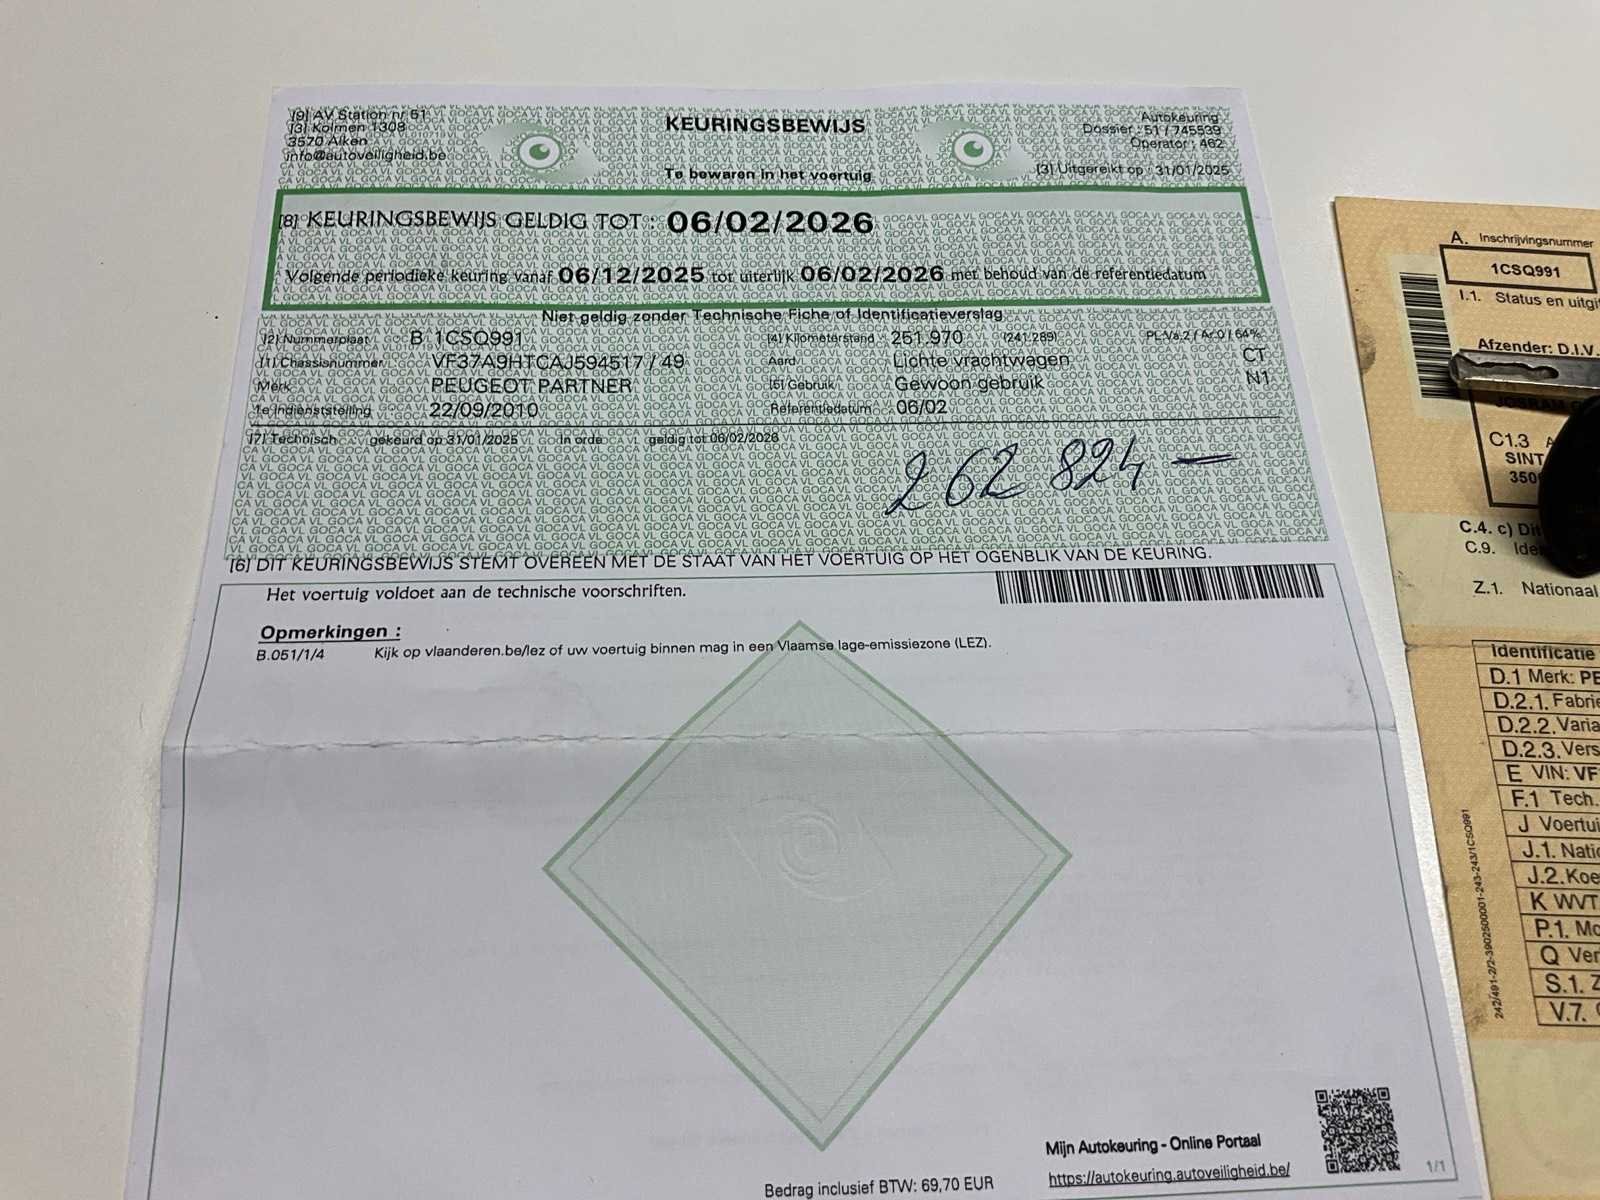 [9] AV Station nr 51
[3] Kolmen 1308
3570 Alken
info@autoveiligheid.be
KEURINGSBEWIJS
Te bewaren in het voertuig
Autokeuring
Dossier : 51 / 745539
Operator : 462
[3] Uitgereikt op : 31/01/2025
[8] KEURINGSBEWIJS GELDIG TOT : 06/02/2026
Volgende periodieke keuring vanaf 06/12/2025 tot uiterlijk 06/02/2026 met behoud van de referentiedatum
Niet geldig zonder Technische Fiche of Identificatieverslag
[2] Nummerplaat B 1CSQ991 [4] Kilometerstand : 251.970 (241.289)
[1] Chassisnummer VF37A9HTCAJ594517 / 49 Aard Lichte vrachtwagen CT
Merk PEUGEOT PARTNER [5] Gebruik : Gewoon gebruik N1
1e indienststelling 22/09/2010 Referentiedatum : 06/02
[7] Technisch gekeurd op 31/01/2025 In orde geldig tot 06/02/2026
262 824 —
[6] DIT KEURINGSBEWIJS STEMT OVEREEN MET DE STAAT VAN HET VOERTUIG OP HET OGENBLIK VAN DE KEURING.
Het voertuig voldoet aan de technische voorschriften.
Opmerkingen :
B.051/1/4 Kijk op vlaanderen.be/lez of uw voertuig binnen mag in een Vlaamse lage-emissiezone (LEZ).
Mijn Autokeuring - Online Portaal
https://autokeuring.autoveiligheid.be/
1/1
Bedrag inclusief BTW: 69,70 EUR
A. Inschrijvingsnummer
1CSQ991
I.1. Status en uitgi
Afzender: D.I.V.
C1.3 A
SINT
350
C.4. c) Dit
C.9. Ide
Z.1. Nationaal
Identificatie
D.1 Merk: PE
D.2.1. Fabrie
D.2.2. Varia
D.2.3. Vers
E VIN: VF
F.1 Tech.
J Voertui
J.1. Natio
J.2. Koe
K WVT
P.1. Mo
Q Ver
S.1. Z
V.7.